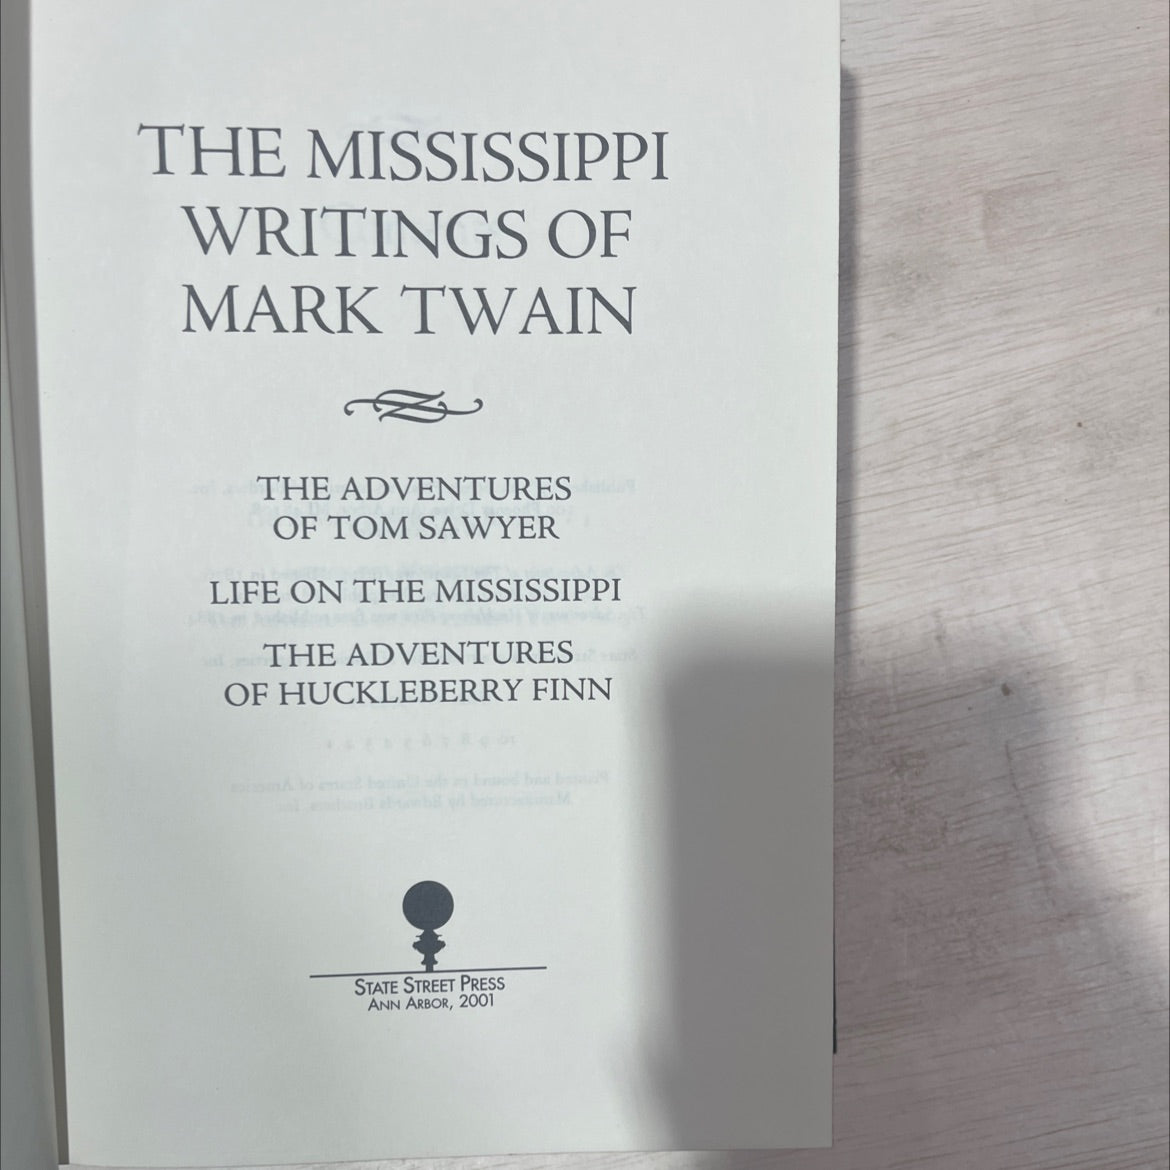 THE MISSISSIPPI
WRITINGS OF
MARK TWAIN
THE ADVENTURES
OF TOM SAWYER
LIFE ON THE MISSISSIPPI
THE ADVENTURES
OF HUCKLEBERRY FINN
STATE STREET PRESS
ANN ARBOR, 2001